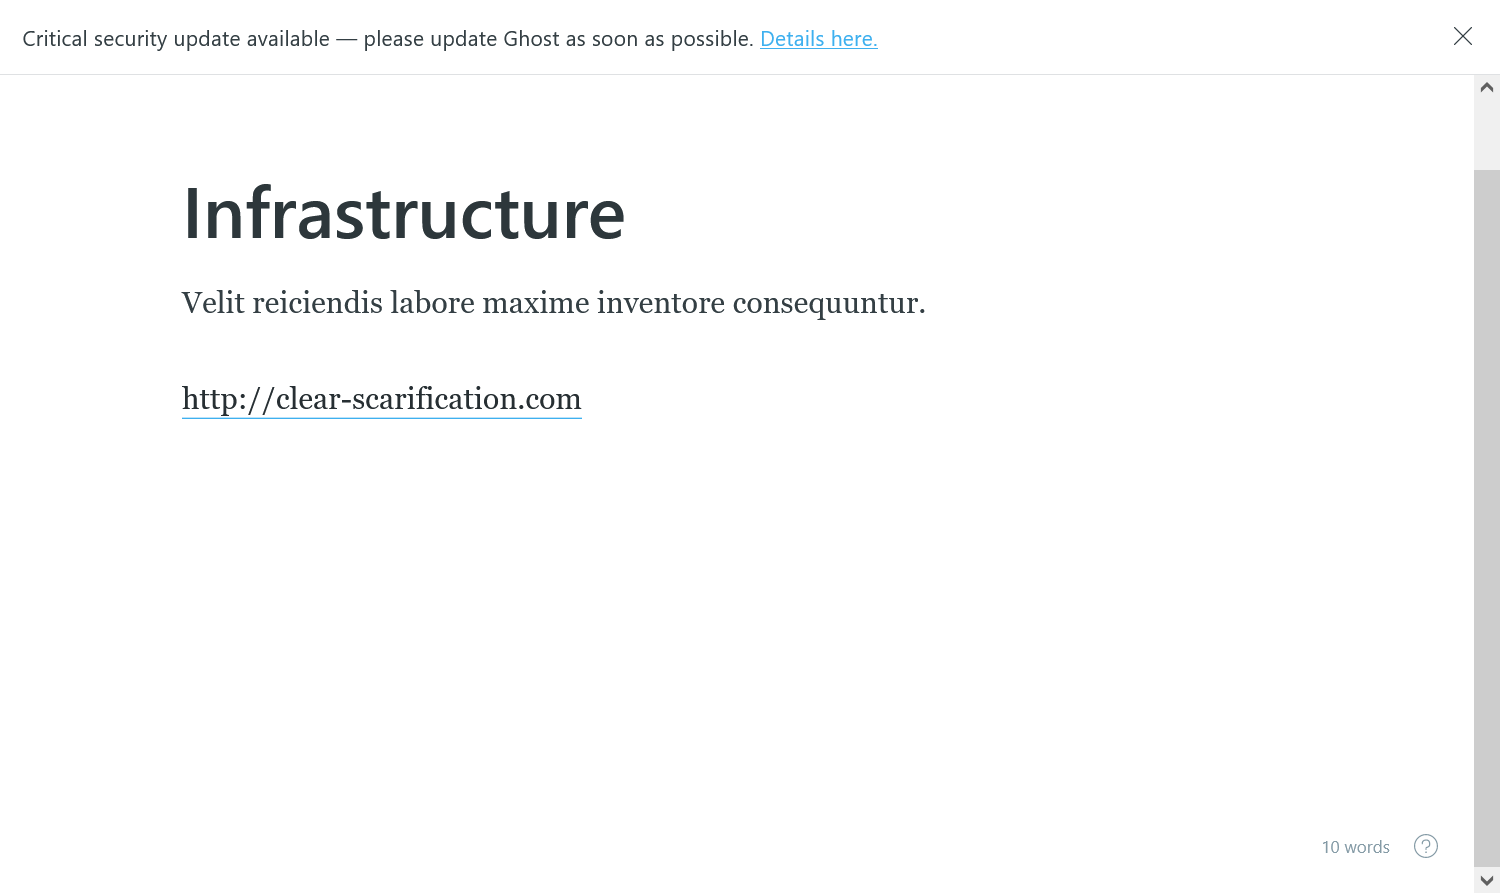 Critical security update available — please update Ghost as soon as possible. Details here.
Infrastructure
Velit reiciendis labore maxime inventore consequuntur.
http://clear-scarification.com
10 words
?